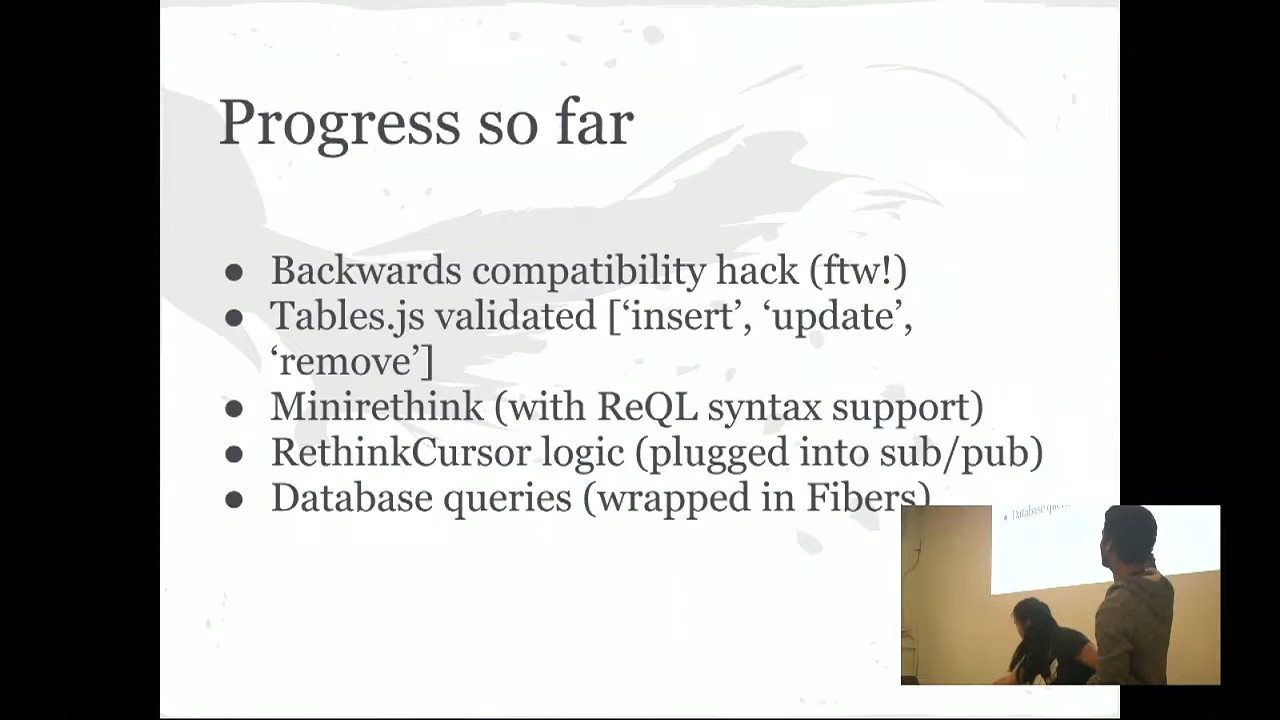 Progress so far
● Backwards compatibility hack (ftw!)
● Tables.js validated [‘insert’, ‘update’,
‘remove’]
● Minirethink (with ReQL syntax support)
● RethinkCursor logic (plugged into sub/pub)
● Database queries (wrapped in Fibers)
● Database